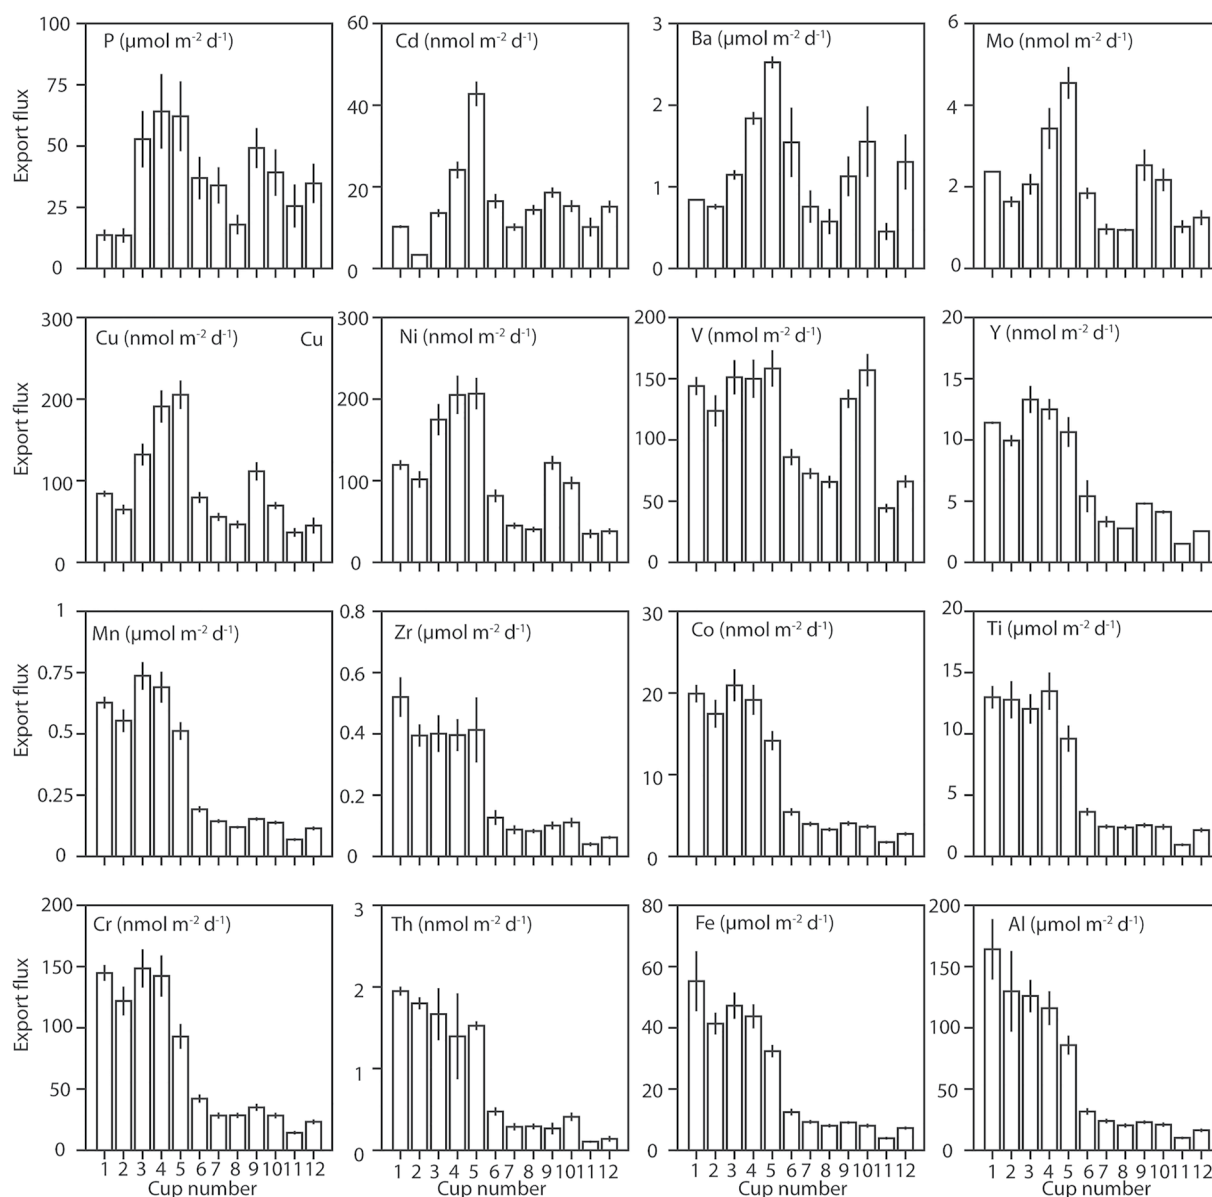 P (μmol m⁻² d⁻¹)
100
75
50
25
0
Export flux
Cd (nmol m⁻² d⁻¹)
60
40
20
0
Ba (μmol m⁻² d⁻¹)
3
2
1
0
Mo (nmol m⁻² d⁻¹)
6
4
2
0
Cu (nmol m⁻² d⁻¹) Cu
300
200
100
0
Export flux
Ni (nmol m⁻² d⁻¹)
300
200
100
0
V (nmol m⁻² d⁻¹)
200
150
100
50
0
Y (nmol m⁻² d⁻¹)
20
15
10
5
0
Mn (μmol m⁻² d⁻¹)
1
0.75
0.5
0.25
0
Export flux
Zr (μmol m⁻² d⁻¹)
0.8
0.6
0.4
0.2
0
Co (nmol m⁻² d⁻¹)
30
20
10
0
Ti (μmol m⁻² d⁻¹)
20
15
10
5
0
Cr (nmol m⁻² d⁻¹)
200
150
100
50
0
Export flux
1 2 3 4 5 6 7 8 9 10 11 12
Cup number
Th (nmol m⁻² d⁻¹)
3
2
1
0
1 2 3 4 5 6 7 8 9 10 11 12
Cup number
Fe (μmol m⁻² d⁻¹)
80
60
40
20
0
1 2 3 4 5 6 7 8 9 10 11 12
Cup number
Al (μmol m⁻² d⁻¹)
200
150
100
50
0
1 2 3 4 5 6 7 8 9 10 11 12
Cup number